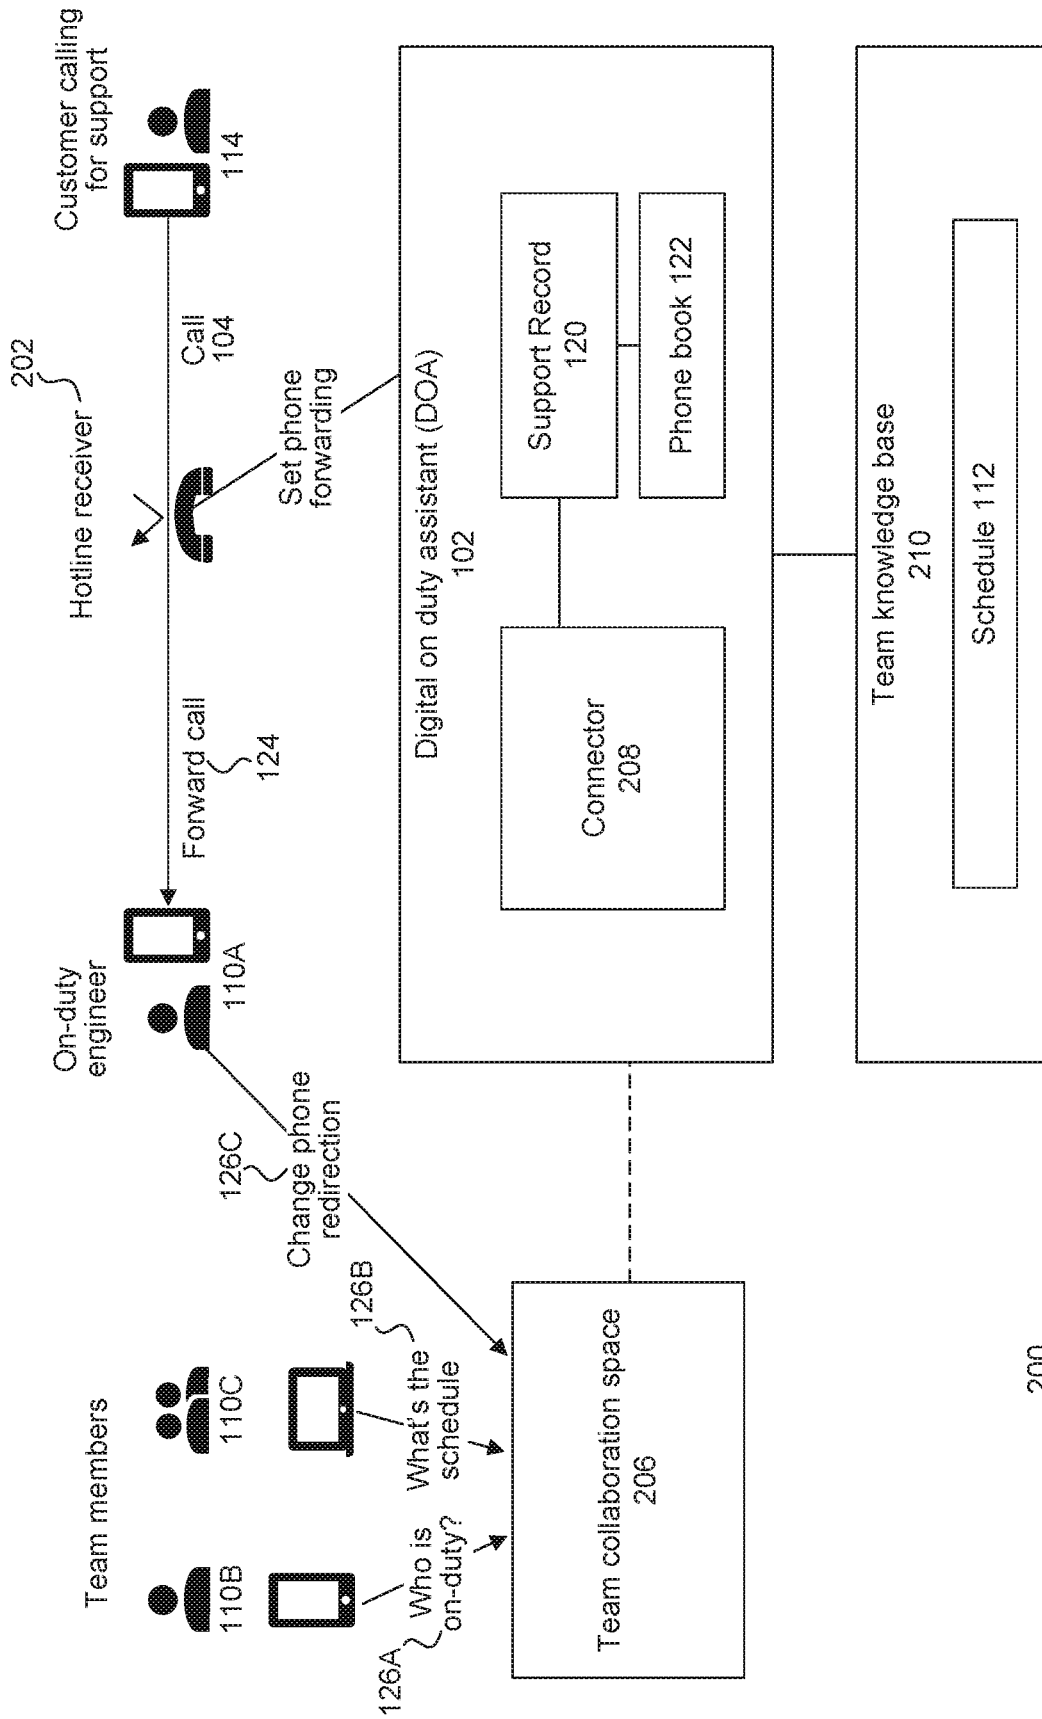 Team members
On-duty
engineer
Hotline receiver
202
Customer calling
for support
110B
110C
110A
114
Forward call
124
Call
104
126C
Change phone
redirection
Set phone
forwarding
126A
Who is
on-duty?
126B
What's the
schedule
Digital on duty assistant (DOA)
102
Team collaboration space
206
Connector
208
Support Record
120
Phone book 122
Team knowledge base
210
Schedule 112
200